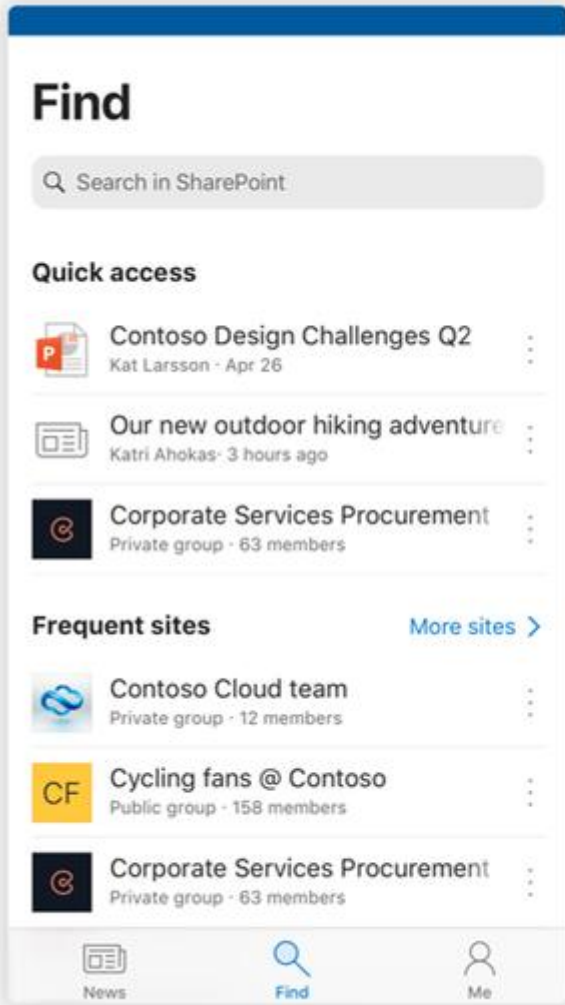 Find
Search in SharePoint
Quick access
P
Contoso Design Challenges Q2
Kat Larsson · Apr 26
Our new outdoor hiking adventure
Katri Ahokas· 3 hours ago
Corporate Services Procurement
Private group · 63 members
Frequent sites
More sites >
Contoso Cloud team
Private group · 12 members
CF
Cycling fans @ Contoso
Public group · 158 members
Corporate Services Procurement
Private group · 63 members
News
Find
Me